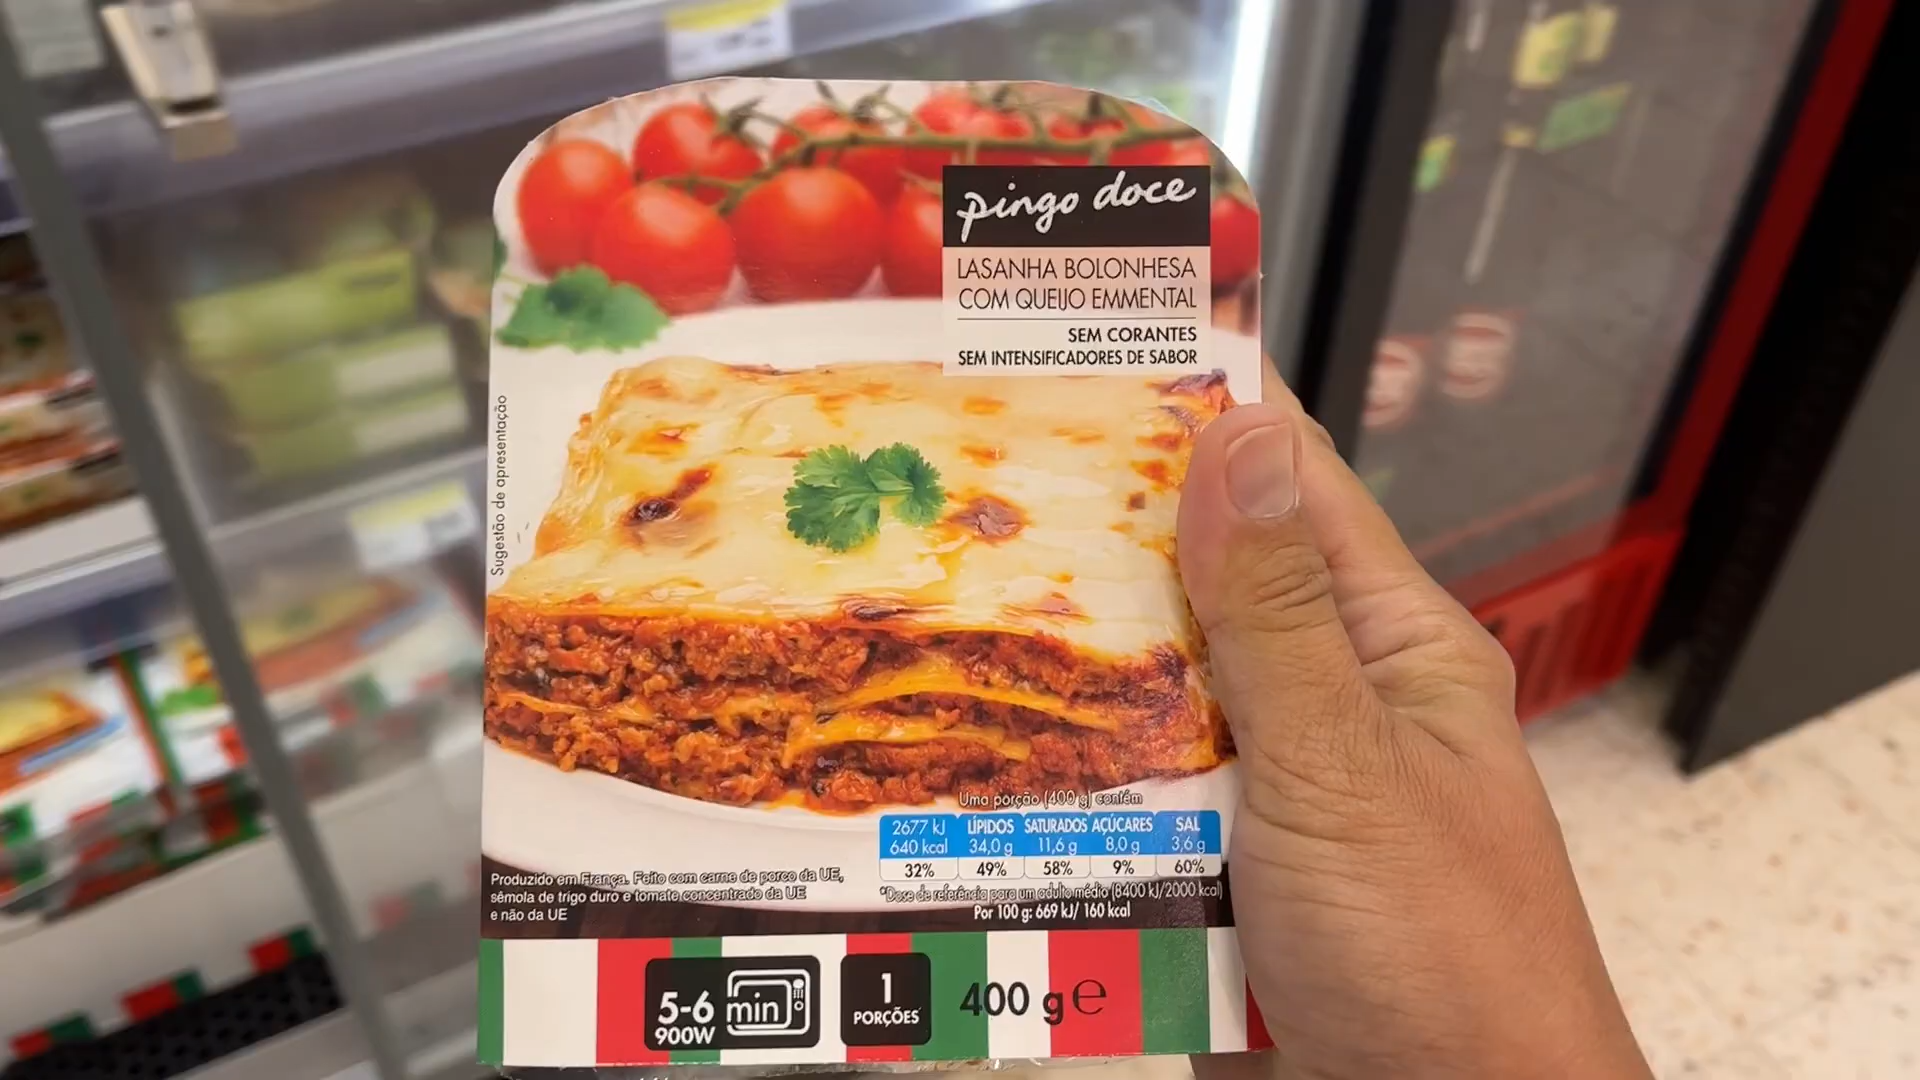 pingo doce
LASANHA BOLONHESA
COM QUEIJO EMMENTAL
SEM CORANTES
SEM INTENSIFICADORES DE SABOR
Sugestão de apresentação
Uma porção (400 g) contém
2677 kJ LÍPIDOS SATURADOS AÇÚCARES SAL
640 kcal 34,0 g 11,6 g 8,0 g 3,6 g
32% 49% 58% 9% 60%
*Dose de referência para um adulto médio (8400 kJ/2000 kcal)
Por 100 g: 669 kJ/ 160 kcal
Produzido em França. Feito com carne de porco da UE,
sêmola de trigo duro e tomate concentrado da UE
e não da UE
5-6 min
900W
1
PORÇÕES
400 g e